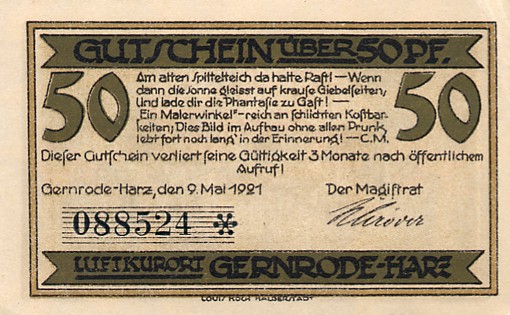 GUTSCHEIN ÜBER 50 PF.
50 Am alten Spittelteich da halte Rast! — Wenn 50
dann die Sonne gleisst auf krause Giebelseiten,
Und lade dir die Phantasie zu Gast! —
Ein Malerwinkel" - reich an schlichten Kostbar-
keiten; Dies Bild im Aufbau ohne allen Prunk,
lebt fort noch lang' in der Erinnerung! — C.M.
Dieser Gutschein verliert seine Gültigkeit 3 Monate nach öffentlichem
Aufruf!
Gernrode-Harz, den 9. Mai 1921 Der Magistrat
088524 *
LUFTKURORT GERNRODE-HARZ
LOUIS KOCH HALBERSTADT